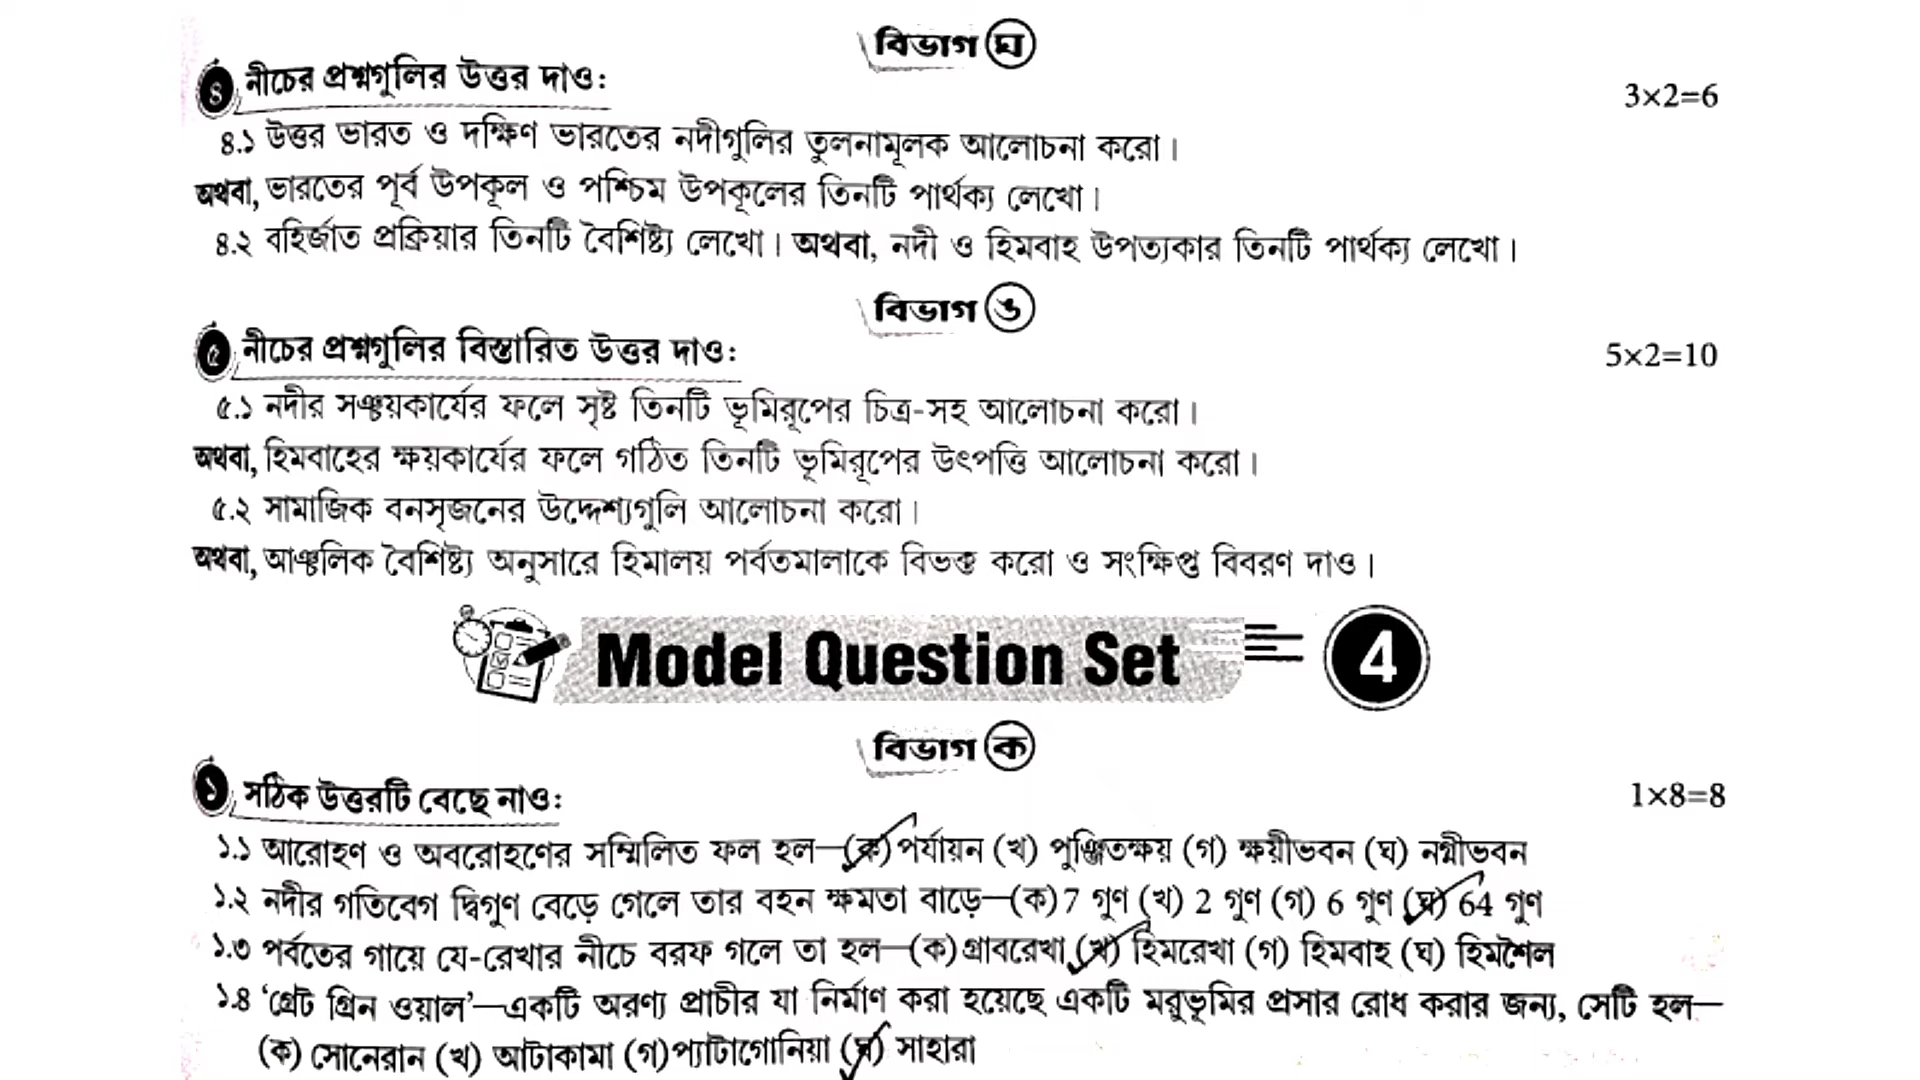 বিভাগ ঘ
৪ নীচের প্রশ্নগুলির উত্তর দাও: 3×2=6
৪.১ উত্তর ভারত ও দক্ষিণ ভারতের নদীগুলির তুলনামূলক আলোচনা করো।
অথবা, ভারতের পূর্ব উপকূল ও পশ্চিম উপকূলের তিনটি পার্থক্য লেখো।
৪.২ বহির্জাত প্রক্রিয়ার তিনটি বৈশিষ্ট্য লেখো। অথবা, নদী ও হিমবাহ উপত্যকার তিনটি পার্থক্য লেখো।
বিভাগ ঙ
৫ নীচের প্রশ্নগুলির বিস্তারিত উত্তর দাও: 5×2=10
৫.১ নদীর সঞ্চয়কার্যের ফলে সৃষ্ট তিনটি ভূমিরূপের চিত্র-সহ আলোচনা করো।
অথবা, হিমবাহের ক্ষয়কার্যের ফলে গঠিত তিনটি ভূমিরূপের উৎপত্তি আলোচনা করো।
৫.২ সামাজিক বনসৃজনের উদ্দেশ্যগুলি আলোচনা করো।
অথবা, আঞ্চলিক বৈশিষ্ট্য অনুসারে হিমালয় পর্বতমালাকে বিভক্ত করো ও সংক্ষিপ্ত বিবরণ দাও।
Model Question Set 4
বিভাগ ক
১ সঠিক উত্তরটি বেছে নাও: 1×8=8
১.১ আরোহণ ও অবরোহণের সম্মিলিত ফল হল—(ক) পর্যায়ন (খ) পুঞ্জিতক্ষয় (গ) ক্ষয়ীভবন (ঘ) নগ্নীভবন
১.২ নদীর গতিবেগ দ্বিগুণ বেড়ে গেলে তার বহন ক্ষমতা বাড়ে—(ক) 7 গুণ (খ) 2 গুণ (গ) 6 গুণ (ঘ) 64 গুণ
১.৩ পর্বতের গায়ে যে-রেখার নীচে বরফ গলে তা হল—(ক) গ্রাবরেখা (খ) হিমরেখা (গ) হিমবাহ (ঘ) হিমশৈল
১.৪ ‘গ্রেট গ্রিন ওয়াল’—একটি অরণ্য প্রাচীর যা নির্মাণ করা হয়েছে একটি মরুভূমির প্রসার রোধ করার জন্য, সেটি হল—
(ক) সোনেরান (খ) আটাকামা (গ) প্যাটাগোনিয়া (ঘ) সাহারা